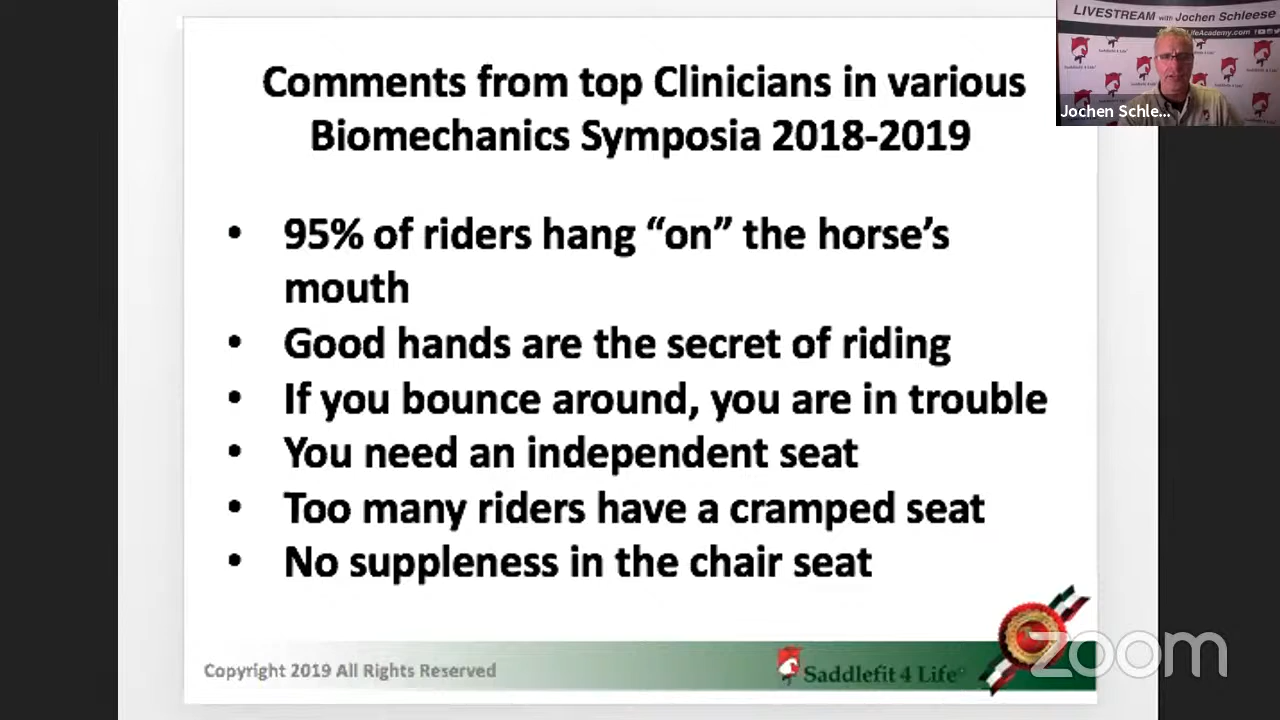 Comments from top Clinicians in various
Biomechanics Symposia 2018-2019
• 95% of riders hang “on” the horse’s
mouth
• Good hands are the secret of riding
• If you bounce around, you are in trouble
• You need an independent seat
• Too many riders have a cramped seat
• No suppleness in the chair seat
Copyright 2019 All Rights Reserved
Saddlefit 4 Life
zoom
LIVESTREAM with Jochen Schleese
Jochen Schle...